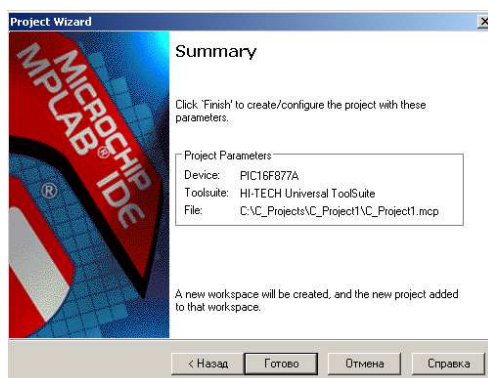 Project Wizard
MICROCHIP
MPLAB® IDE
®
Summary
Click 'Finish' to create/configure the project with these
parameters.
Project Parameters
Device: PIC16F877A
Toolsuite: HI-TECH Universal ToolSuite
File: C:\C_Projects\C_Project1\C_Project1.mcp
A new workspace will be created, and the new project added
to that workspace.
< Назад Готово Отмена Справка